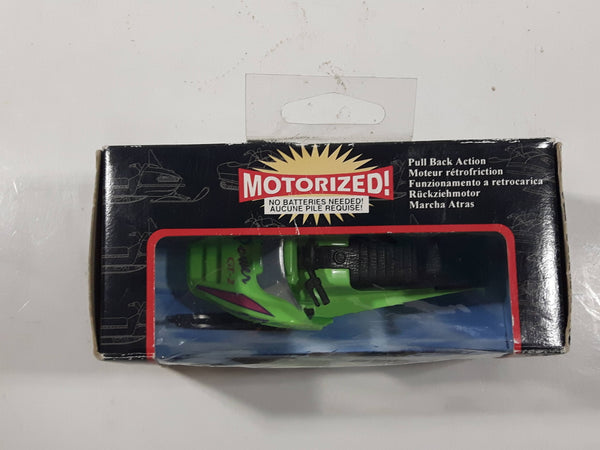 MOTORIZED!
NO BATTERIES NEEDED!
AUCUNE PILE REQUISE!
Pull Back Action
Moteur rétrofriction
Funzionamento a retrocarica
Rückziehmotor
Marcha Atras